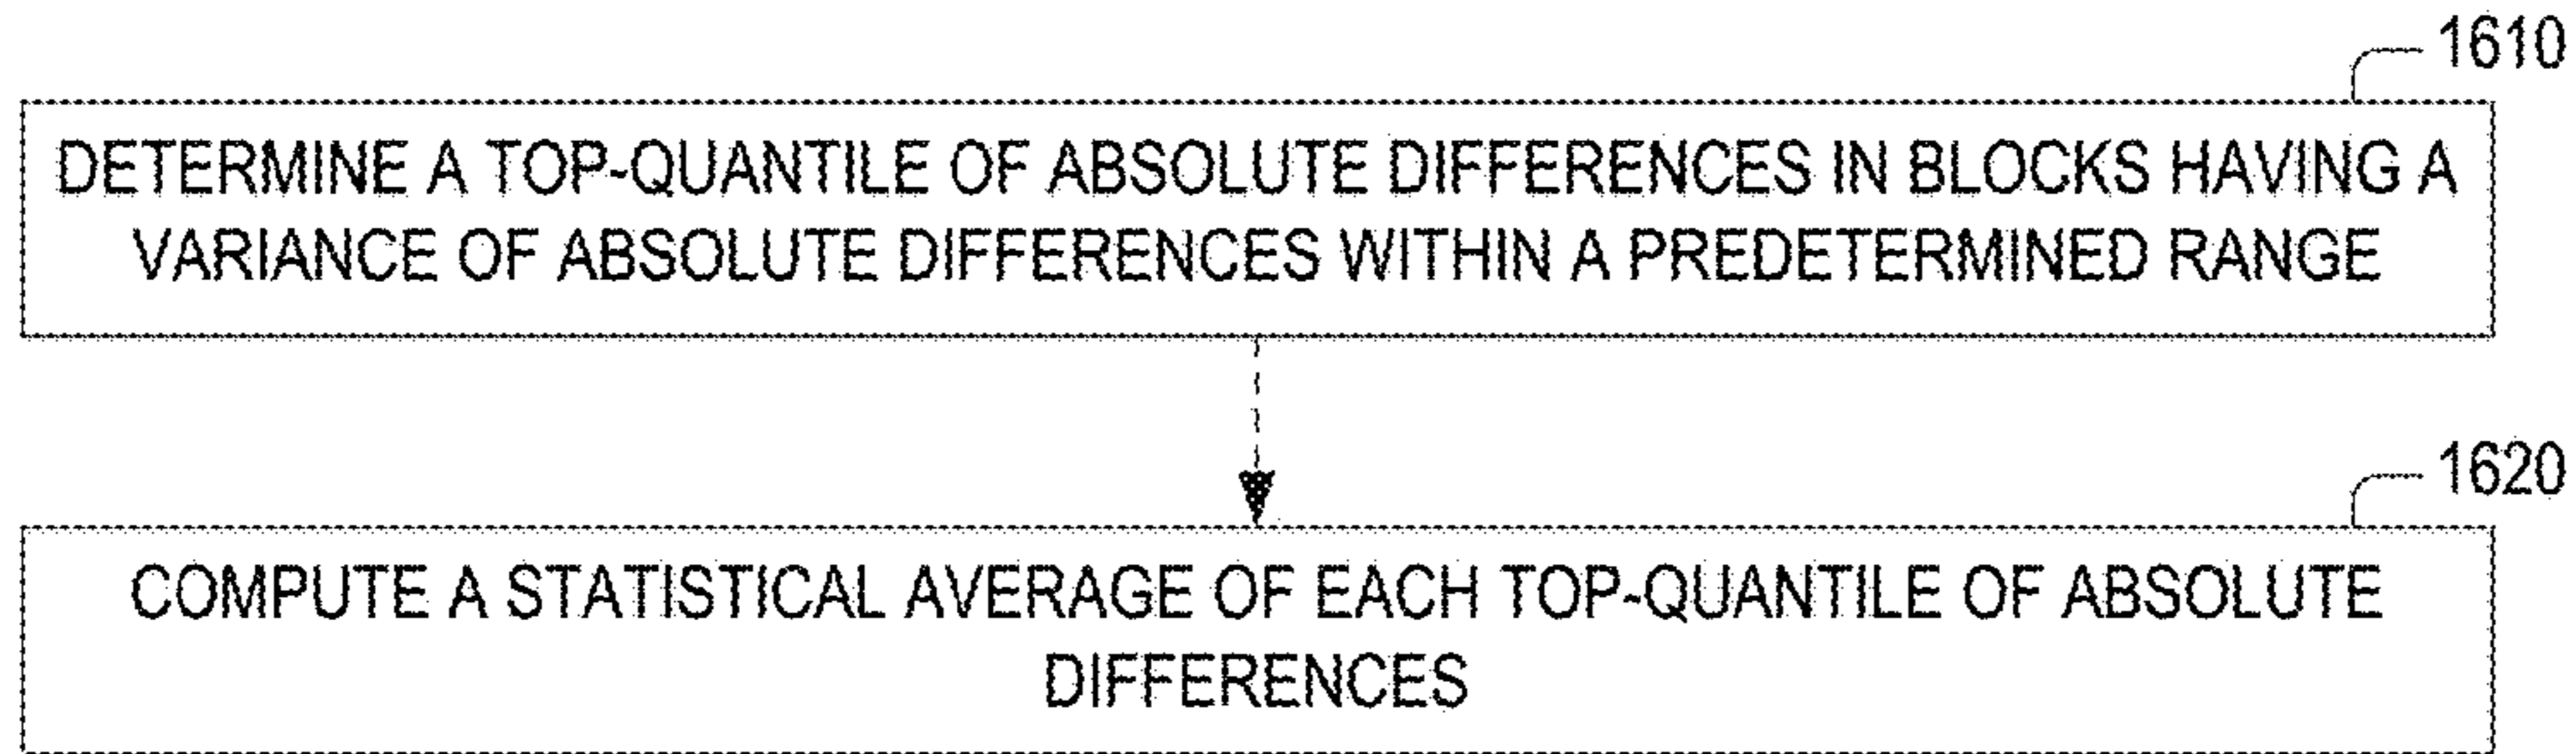 1610
DETERMINE A TOP-QUANTILE OF ABSOLUTE DIFFERENCES IN BLOCKS HAVING A
VARIANCE OF ABSOLUTE DIFFERENCES WITHIN A PREDETERMINED RANGE
1620
COMPUTE A STATISTICAL AVERAGE OF EACH TOP-QUANTILE OF ABSOLUTE
DIFFERENCES